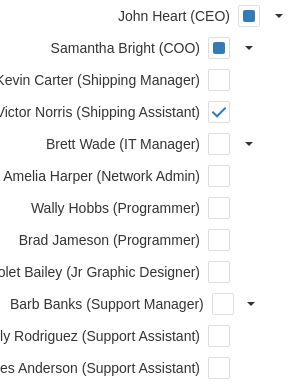 John Heart (CEO)
Samantha Bright (COO)
Kevin Carter (Shipping Manager)
Victor Norris (Shipping Assistant)
Brett Wade (IT Manager)
Amelia Harper (Network Admin)
Wally Hobbs (Programmer)
Brad Jameson (Programmer)
Bailey (Jr Graphic Designer)
Barb Banks (Support Manager)
Rodriguez (Support Assistant)
Anderson (Support Assistant)